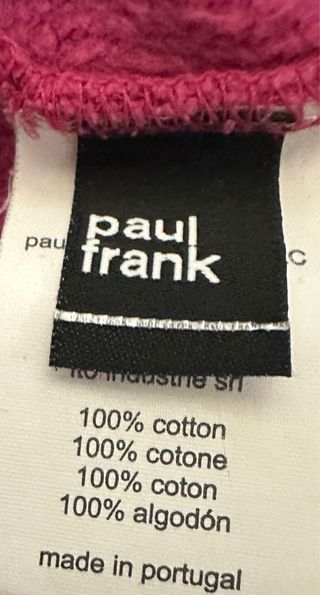 paul
frank
100% cotton
100% cotone
100% coton
100% algodón
made in portugal